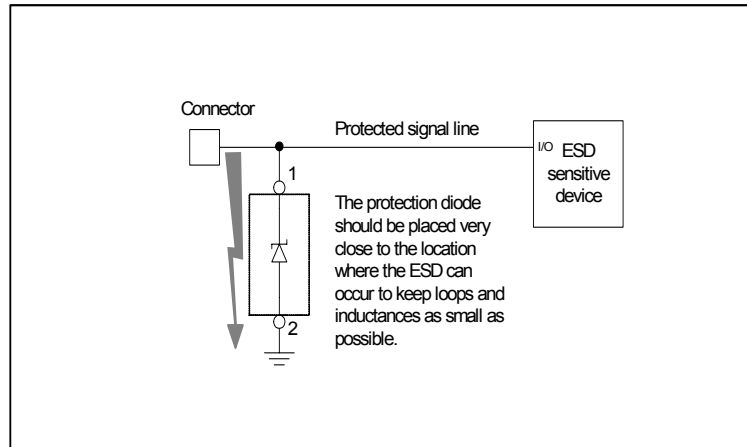 Connector
Protected signal line
I/O ESD
sensitive
device
1
The protection diode
should be placed very
close to the location
where the ESD can
occur to keep loops and
inductances as small as
possible.
2